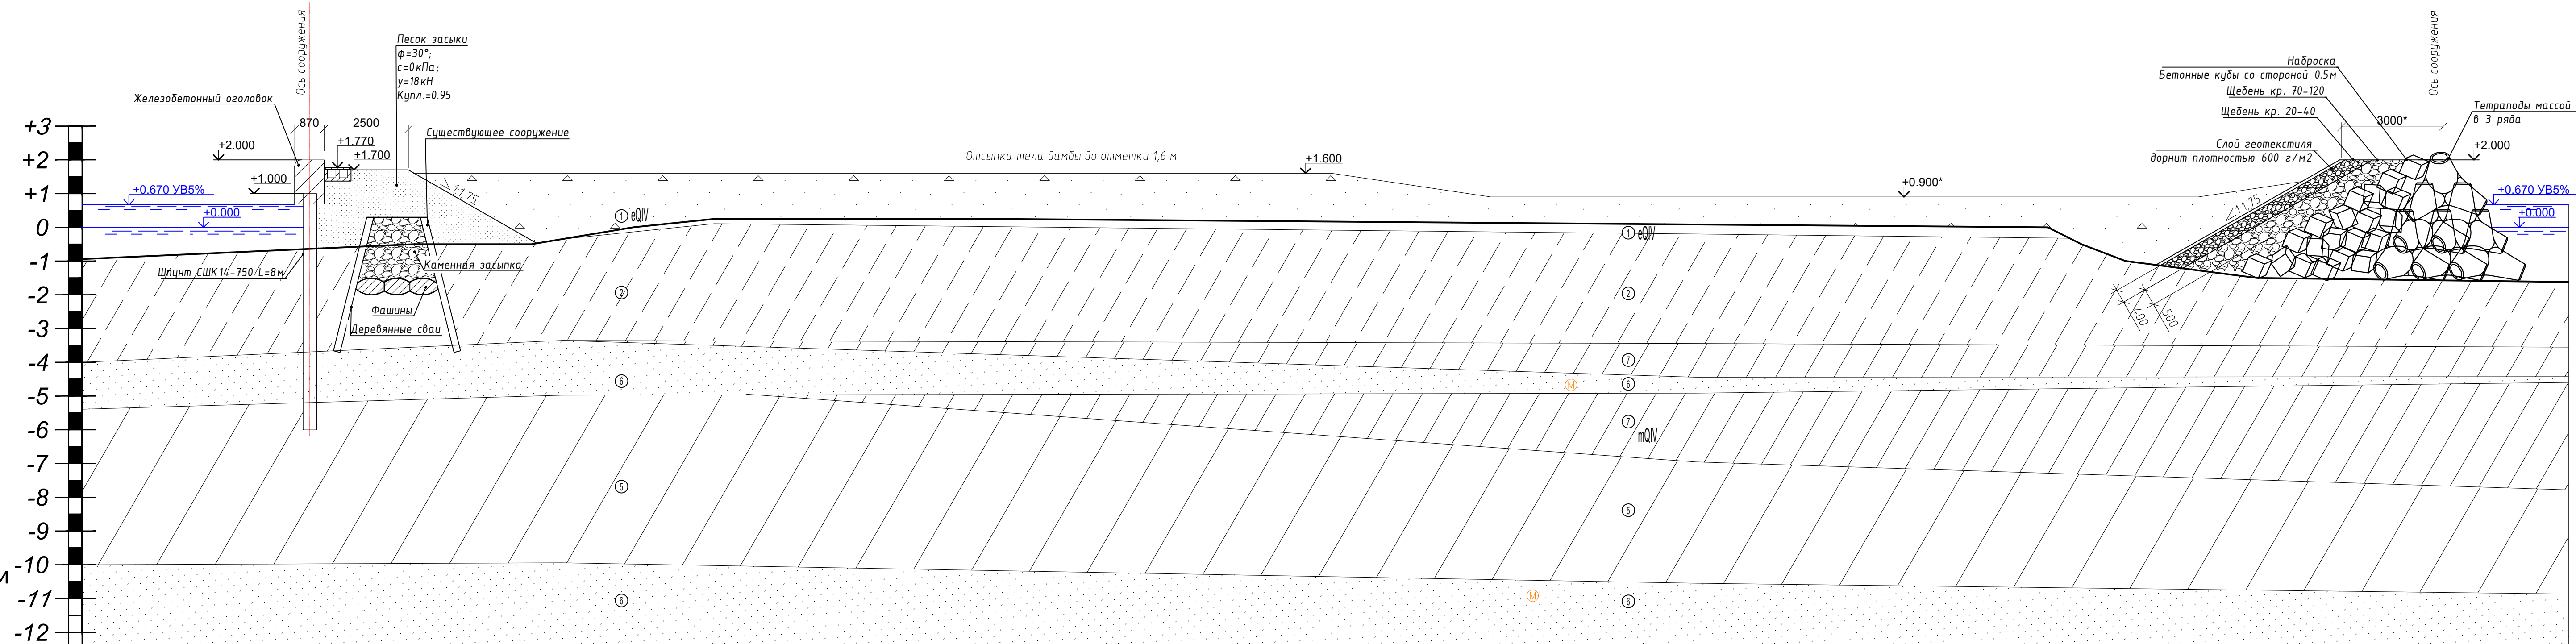 Ось сооружения
Песок засыки
φ=30°;
с=0кПа;
γ=18кН
Купл.=0.95
Железобетонный оголовок
870
2500
Существующее сооружение
+2.000
+1.770
+1.700
+1.000
1:1.75
+0.670 УВ5%
+0.000
Шпунт СШК14-750 L=8м
Каменная засыпка
Фашины
Деревянные сваи
Отсыпка тела дамбы до отметки 1,6 м
+1.600
+0.900*
Ось сооружения
Наброска
Бетонные кубы со стороной 0.5м
Щебень кр. 70-120
Щебень кр. 20-40
Слой геотекстиля
дорнит плотностью 600 г/м2
3000*
Тетраподы массой
в 3 ряда
+2.000
+0.670 УВ5%
+0.000
1:1.75
400
500
1 eQIV
1 eQIV
2
2
7
6
6
М
7
mQIV
5
5
6
М
6
+3
+2
+1
0
-1
-2
-3
-4
-5
-6
-7
-8
-9
-10
и
-11
-12